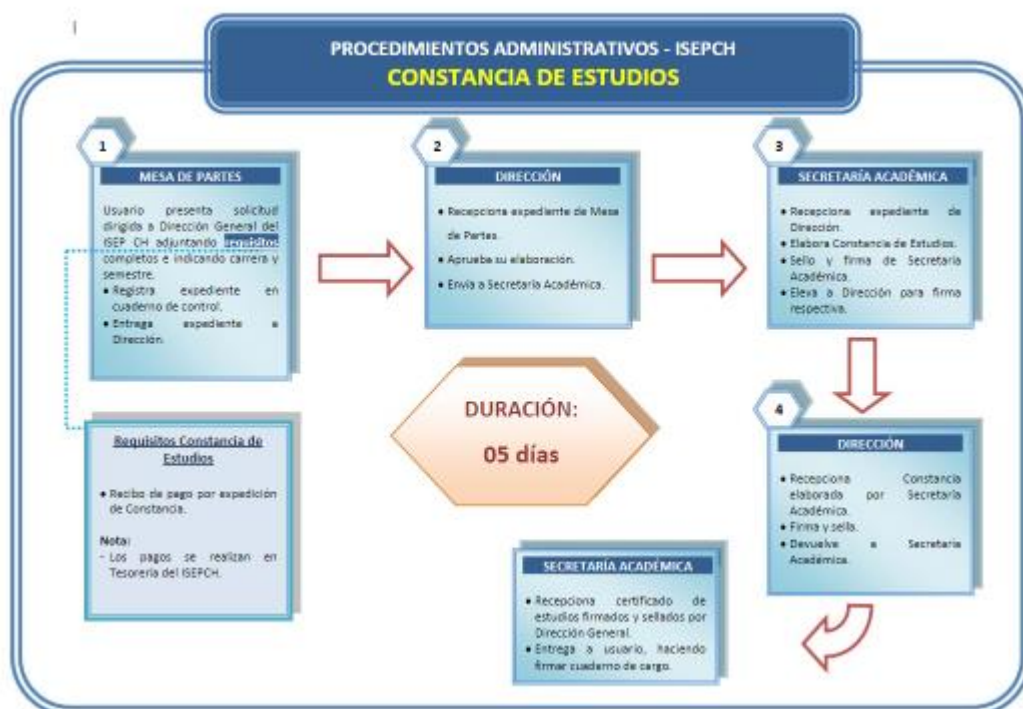 PROCEDIMIENTOS ADMINISTRATIVOS - ISEPCH
CONSTANCIA DE ESTUDIOS
1
MESA DE PARTES
Usuario presenta solicitud
dirigida a Dirección General del
ISEP CH adjuntando requisitos
completos e indicando carrera y
semestre.
• Registra expediente en
cuaderno de control.
• Entrega expediente a
Dirección.
2
DIRECCIÓN
• Recepciona expediente de Mesa
de Partes.
• Aprueba su elaboración.
• Envía a Secretaría Académica.
3
SECRETARÍA ACADÉMICA
• Recepciona expediente de
Dirección.
• Elabora Constancia de Estudios.
• Sello y firma de Secretaría
Académica.
• Eleva a Dirección para firma
respectiva.
DURACIÓN:
05 días
4
DIRECCIÓN
• Recepciona Constancia
elaborada por Secretaría
Académica.
• Firma y sella.
• Devuelve a Secretaría
Académica.
Requisitos Constancia de
Estudios
• Recibo de pago por expedición
de Constancia.
Nota:
- Los pagos se realizan en
Tesorería del ISEPCH.
SECRETARÍA ACADÉMICA
• Recepciona certificado de
estudios firmados y sellados por
Dirección General.
• Entrega a usuario, haciendo
firmar cuaderno de cargo.